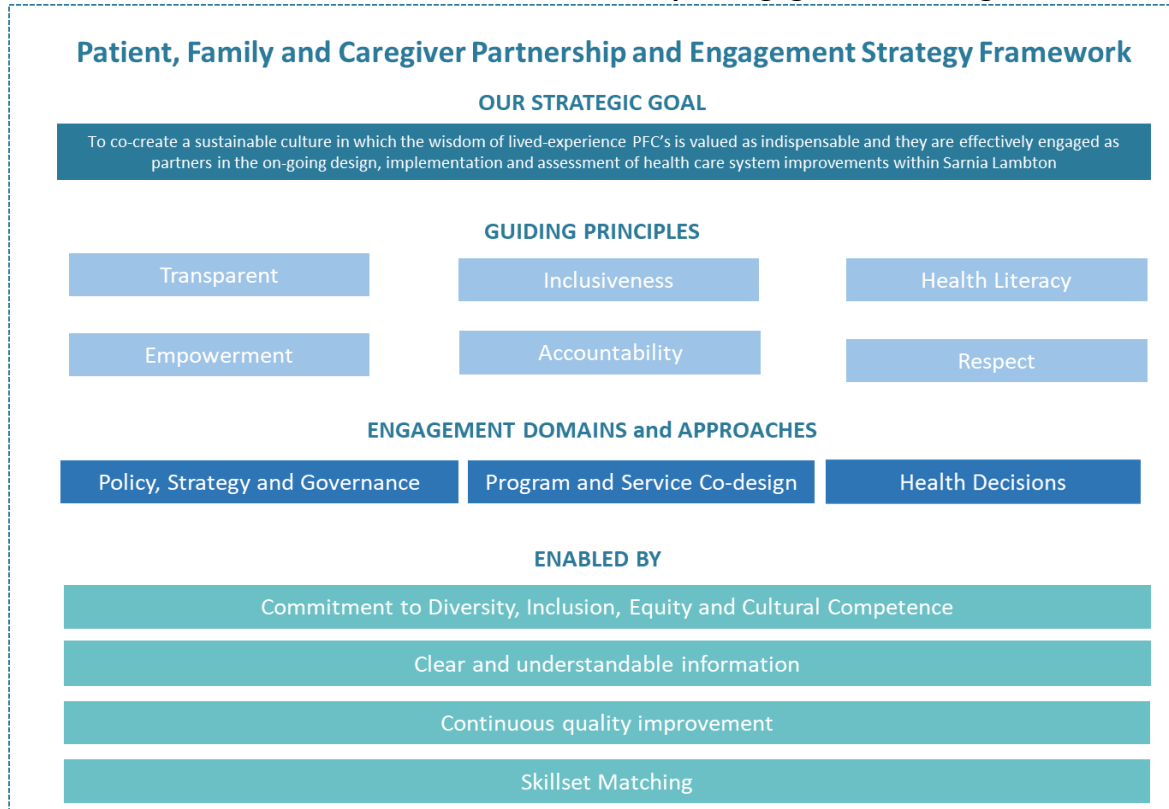 Patient, Family and Caregiver Partnership and Engagement Strategy Framework
OUR STRATEGIC GOAL
To co-create a sustainable culture in which the wisdom of lived-experience PFC's is valued as indispensable and they are effectively engaged as
partners in the on-going design, implementation and assessment of health care system improvements within Sarnia Lambton
GUIDING PRINCIPLES
Transparent
Inclusiveness
Health Literacy
Empowerment
Accountability
Respect
ENGAGEMENT DOMAINS and APPROACHES
Policy, Strategy and Governance
Program and Service Co-design
Health Decisions
ENABLED BY
Commitment to Diversity, Inclusion, Equity and Cultural Competence
Clear and understandable information
Continuous quality improvement
Skillset Matching